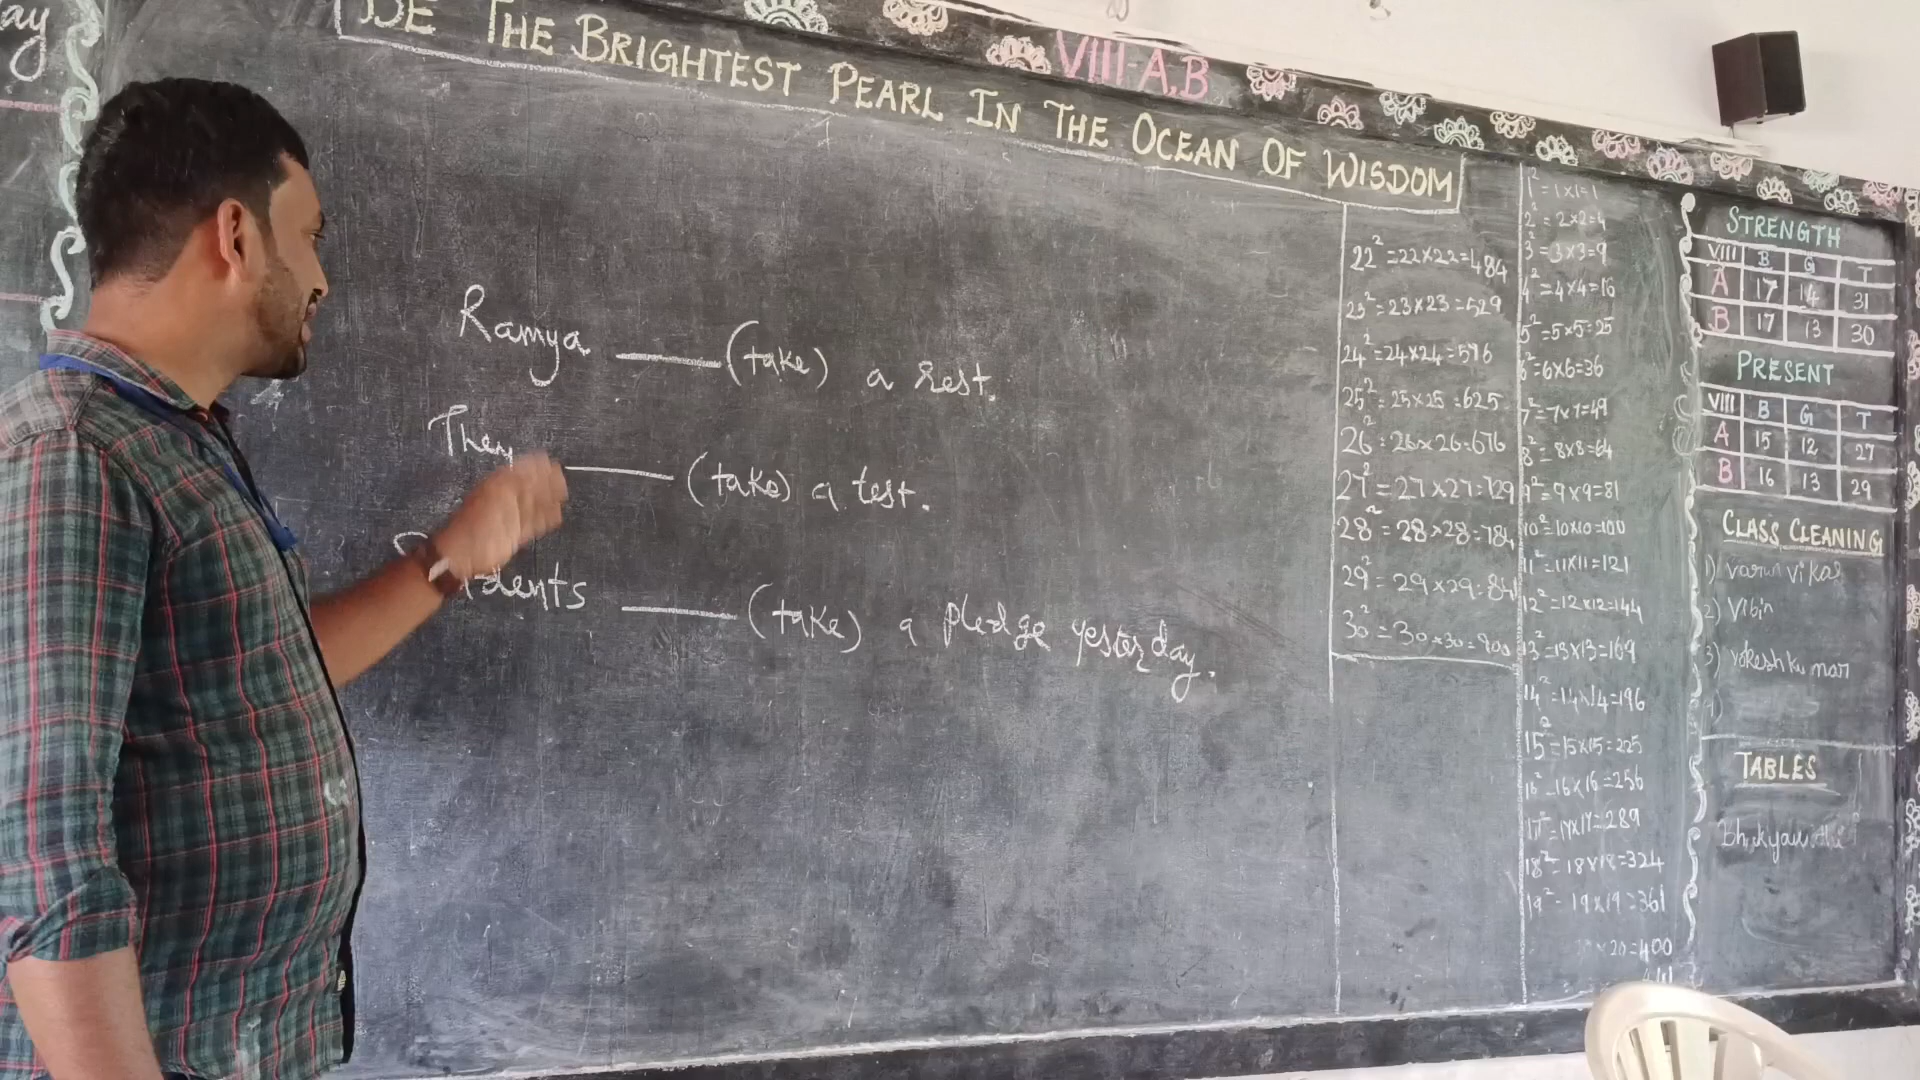 ay
BE THE BRIGHTEST PEARL IN THE OCEAN OF WISDOM
VIII-A,B
Ramya ——— (take) a rest.
They ——— (take) a test.
dents ——— (take) a pledge yesterday.
22² = 22×22=484
23² = 23×23=529
24² = 24×24=576
25² = 25×25=625
26² = 26×26=676
27² = 27×27=729
28² = 28×28=784
29² = 29×29=841
30² = 30×30=900
1² = 1×1=1
2² = 2×2=4
3² = 3×3=9
4² = 4×4=16
5² = 5×5=25
6² = 6×6=36
7² = 7×7=49
8² = 8×8=64
9² = 9×9=81
10² = 10×10=100
11² = 11×11=121
12² = 12×12=144
13² = 13×13=169
14² = 14×14=196
15² = 15×15=225
16² = 16×16=256
17² = 17×17=289
18² = 18×18=324
19² = 19×19=361
×20=400
STRENGTH
VIII B G T
A 17 14 31
B 17 13 30
PRESENT
VIII B G T
A 15 12 27
B 16 13 29
CLASS CLEANING
1) varun vikas
2) Vibin
3) vokeshkumar
4)
TABLES